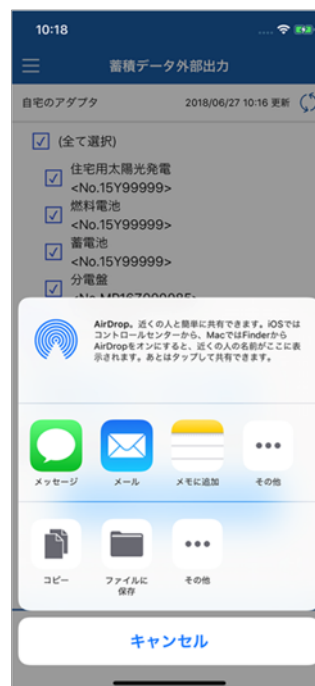 10:18
蓄積データ外部出力
自宅のアダプタ 2018/06/27 10:16 更新
(全て選択)
住宅用太陽光発電
<No.15Y99999>
燃料電池
<No.15Y99999>
蓄電池
<No.15Y99999>
分電盤
AirDrop。近くの人と簡単に共有できます。iOSでは
コントロールセンターから、MacではFinderから
AirDropをオンにすると、近くの人の名前がここに表
示されます。あとはタップして共有できます。
メッセージ メール メモに追加 その他
コピー ファイルに その他
保存
キャンセル